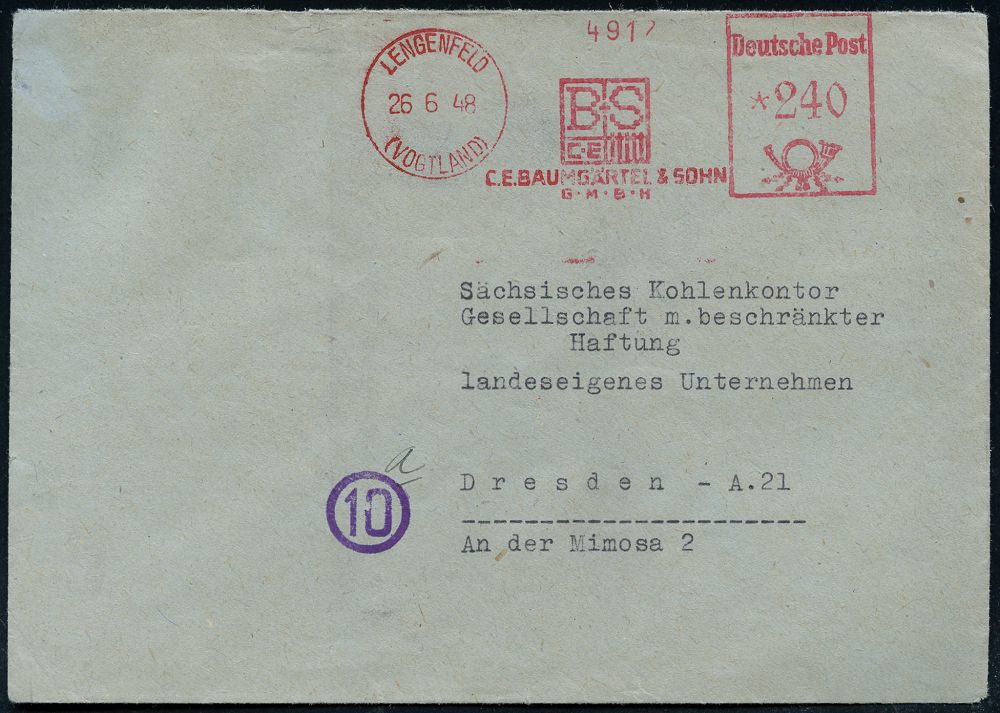 LENGENFELD
26 6 48
(VOGTLAND)
4917
B S
C·E
C.E.BAUMGÄRTEL & SOHN
G·M·B·H
Deutsche Post
*240
Sächsisches Kohlenkontor
Gesellschaft m.beschränkter
Haftung
landeseigenes Unternehmen
a
10
D r e s d e n - A.21
An der Mimosa 2